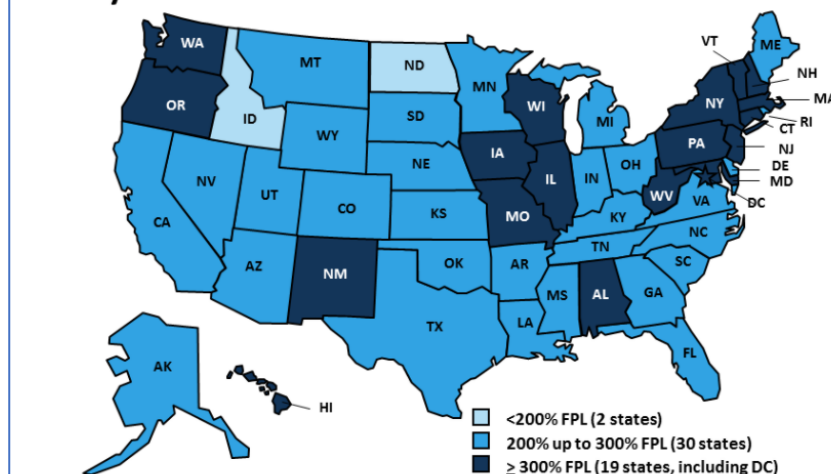 WA
MT
ND
MN
ME
VT
NH
MA
OR
ID
SD
WI
MI
NY
RI
CT
WY
IA
PA
NJ
NE
DE
MD
NV
UT
CO
IL
IN
OH
WV
VA
DC
CA
KS
MO
KY
NC
AZ
NM
OK
AR
TN
SC
MS
AL
GA
TX
LA
FL
AK
HI
<200% FPL (2 states)
200% up to 300% FPL (30 states)
≥ 300% FPL (19 states, including DC)